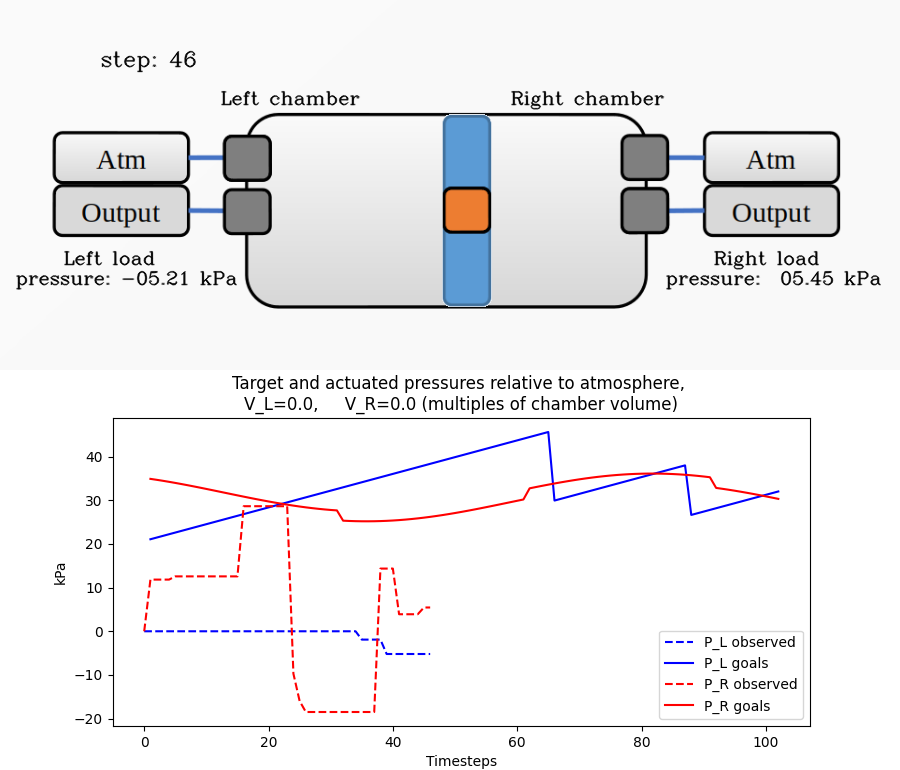 step: 46
Left chamber
Right chamber
Atm
Atm
Output
Output
Left load
pressure: -05.21 kPa
Right load
pressure: 05.45 kPa
Target and actuated pressures relative to atmosphere,
V_L=0.0, V_R=0.0 (multiples of chamber volume)
kPa
40
30
20
10
0
−10
−20
0
20
40
60
80
100
Timesteps
P_L observed
P_L goals
P_R observed
P_R goals